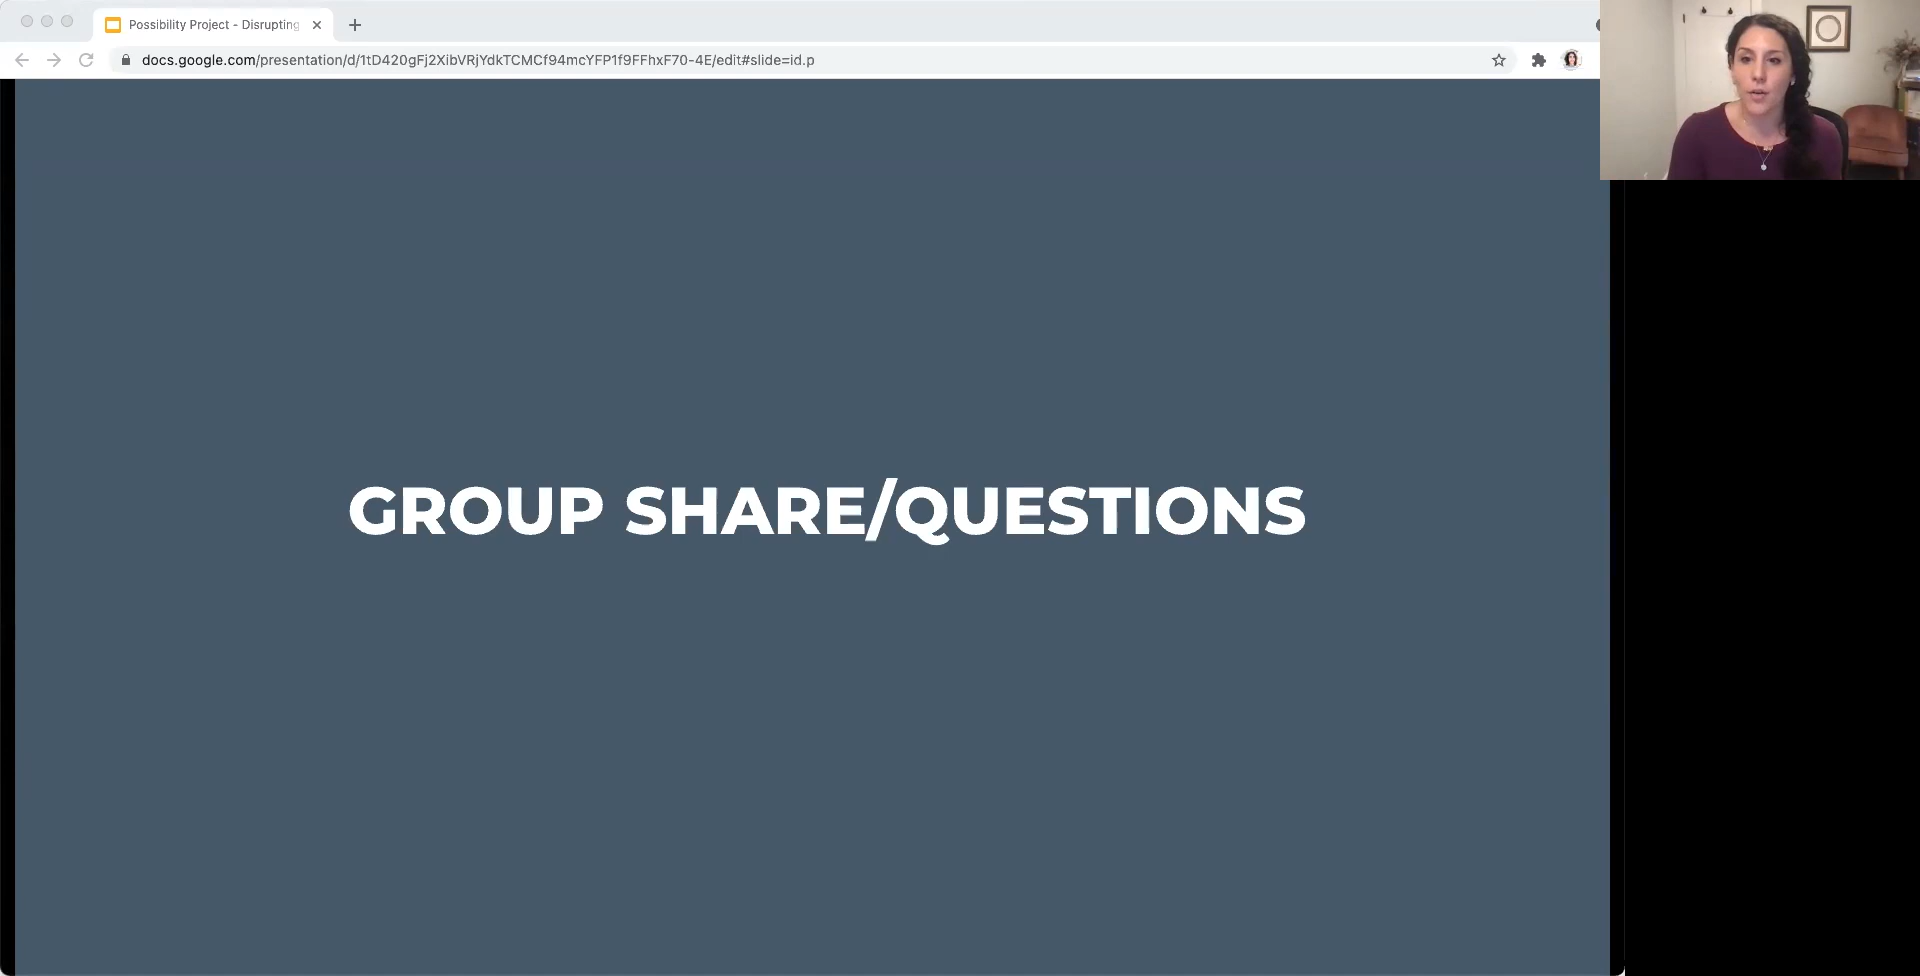 Possibility Project - Disrupting
docs.google.com/presentation/d/1tD420gFj2XibVRjYdkTCMCf94mcYFP1f9FFhxF70-4E/edit#slide=id.p
GROUP SHARE/QUESTIONS